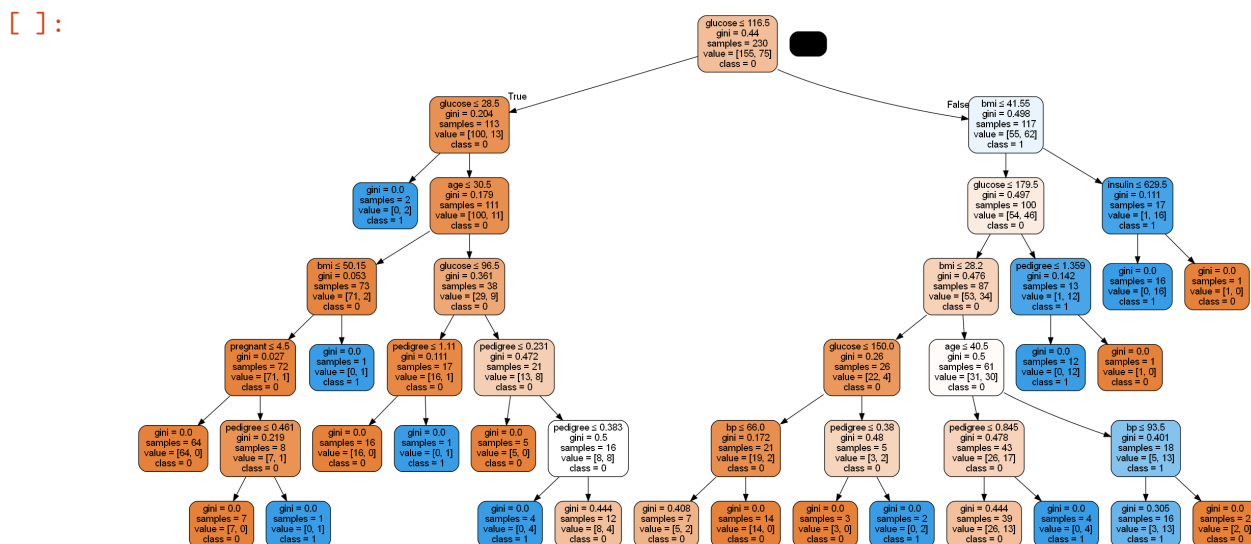 [ ]:
glucose ≤ 116.5
gini = 0.44
samples = 230
value = [155, 75]
class = 0
True
False
glucose ≤ 28.5
gini = 0.204
samples = 113
value = [100, 13]
class = 0
bmi ≤ 41.55
gini = 0.498
samples = 117
value = [55, 62]
class = 1
gini = 0.0
samples = 2
value = [0, 2]
class = 1
age ≤ 30.5
gini = 0.179
samples = 111
value = [100, 11]
class = 0
glucose ≤ 179.5
gini = 0.497
samples = 100
value = [54, 46]
class = 0
insulin ≤ 629.5
gini = 0.111
samples = 17
value = [1, 16]
class = 1
bmi ≤ 50.15
gini = 0.053
samples = 73
value = [71, 2]
class = 0
glucose ≤ 96.5
gini = 0.361
samples = 38
value = [29, 9]
class = 0
bmi ≤ 28.2
gini = 0.476
samples = 87
value = [53, 34]
class = 0
pedigree ≤ 1.359
gini = 0.142
samples = 13
value = [1, 12]
class = 1
gini = 0.0
samples = 16
value = [0, 16]
class = 1
gini = 0.0
samples = 1
value = [1, 0]
class = 0
pregnant ≤ 4.5
gini = 0.027
samples = 72
value = [71, 1]
class = 0
gini = 0.0
samples = 1
value = [0, 1]
class = 1
pedigree ≤ 1.11
gini = 0.111
samples = 17
value = [16, 1]
class = 0
pedigree ≤ 0.231
gini = 0.472
samples = 21
value = [13, 8]
class = 0
glucose ≤ 150.0
gini = 0.26
samples = 26
value = [22, 4]
class = 0
age ≤ 40.5
gini = 0.5
samples = 61
value = [31, 30]
class = 0
gini = 0.0
samples = 12
value = [0, 12]
class = 1
gini = 0.0
samples = 1
value = [1, 0]
class = 0
gini = 0.0
samples = 64
value = [64, 0]
class = 0
pedigree ≤ 0.461
gini = 0.219
samples = 8
value = [7, 1]
class = 0
gini = 0.0
samples = 16
value = [16, 0]
class = 0
gini = 0.0
samples = 1
value = [0, 1]
class = 1
gini = 0.0
samples = 5
value = [5, 0]
class = 0
pedigree ≤ 0.383
gini = 0.5
samples = 16
value = [8, 8]
class = 0
bp ≤ 66.0
gini = 0.172
samples = 21
value = [19, 2]
class = 0
pedigree ≤ 0.38
gini = 0.48
samples = 5
value = [3, 2]
class = 0
pedigree ≤ 0.845
gini = 0.478
samples = 43
value = [26, 17]
class = 0
bp ≤ 93.5
gini = 0.401
samples = 18
value = [5, 13]
class = 1
gini = 0.0
samples = 7
value = [7, 0]
class = 0
gini = 0.0
samples = 1
value = [0, 1]
class = 1
gini = 0.0
samples = 4
value = [0, 4]
class = 1
gini = 0.444
samples = 12
value = [8, 4]
class = 0
gini = 0.408
samples = 7
value = [5, 2]
class = 0
gini = 0.0
samples = 14
value = [14, 0]
class = 0
gini = 0.0
samples = 3
value = [3, 0]
class = 0
gini = 0.0
samples = 2
value = [0, 2]
class = 1
gini = 0.444
samples = 39
value = [26, 13]
class = 0
gini = 0.0
samples = 4
value = [0, 4]
class = 1
gini = 0.305
samples = 16
value = [3, 13]
class = 1
gini = 0.0
samples = 2
value = [2, 0]
class = 0